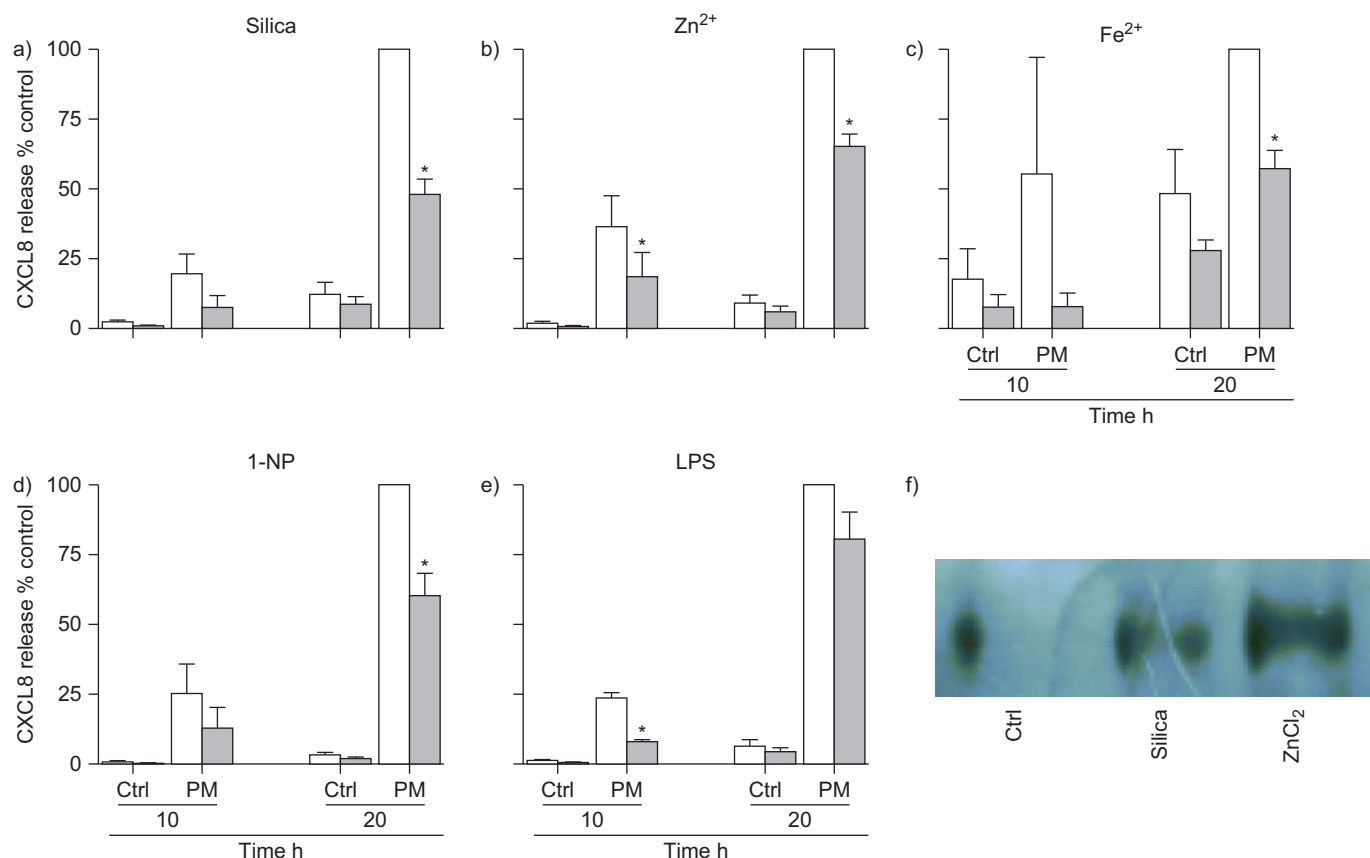 Silica
a)
100
75
50
25
0
CXCL8 release % control
*
Zn²⁺
b)
*
*
Fe²⁺
c)
*
Ctrl PM Ctrl PM
10 20
Time h
1-NP
d)
100
75
50
25
0
CXCL8 release % control
*
Ctrl PM Ctrl PM
10 20
Time h
LPS
e)
*
Ctrl PM Ctrl PM
10 20
Time h
f)
Ctrl
Silica
ZnCl₂